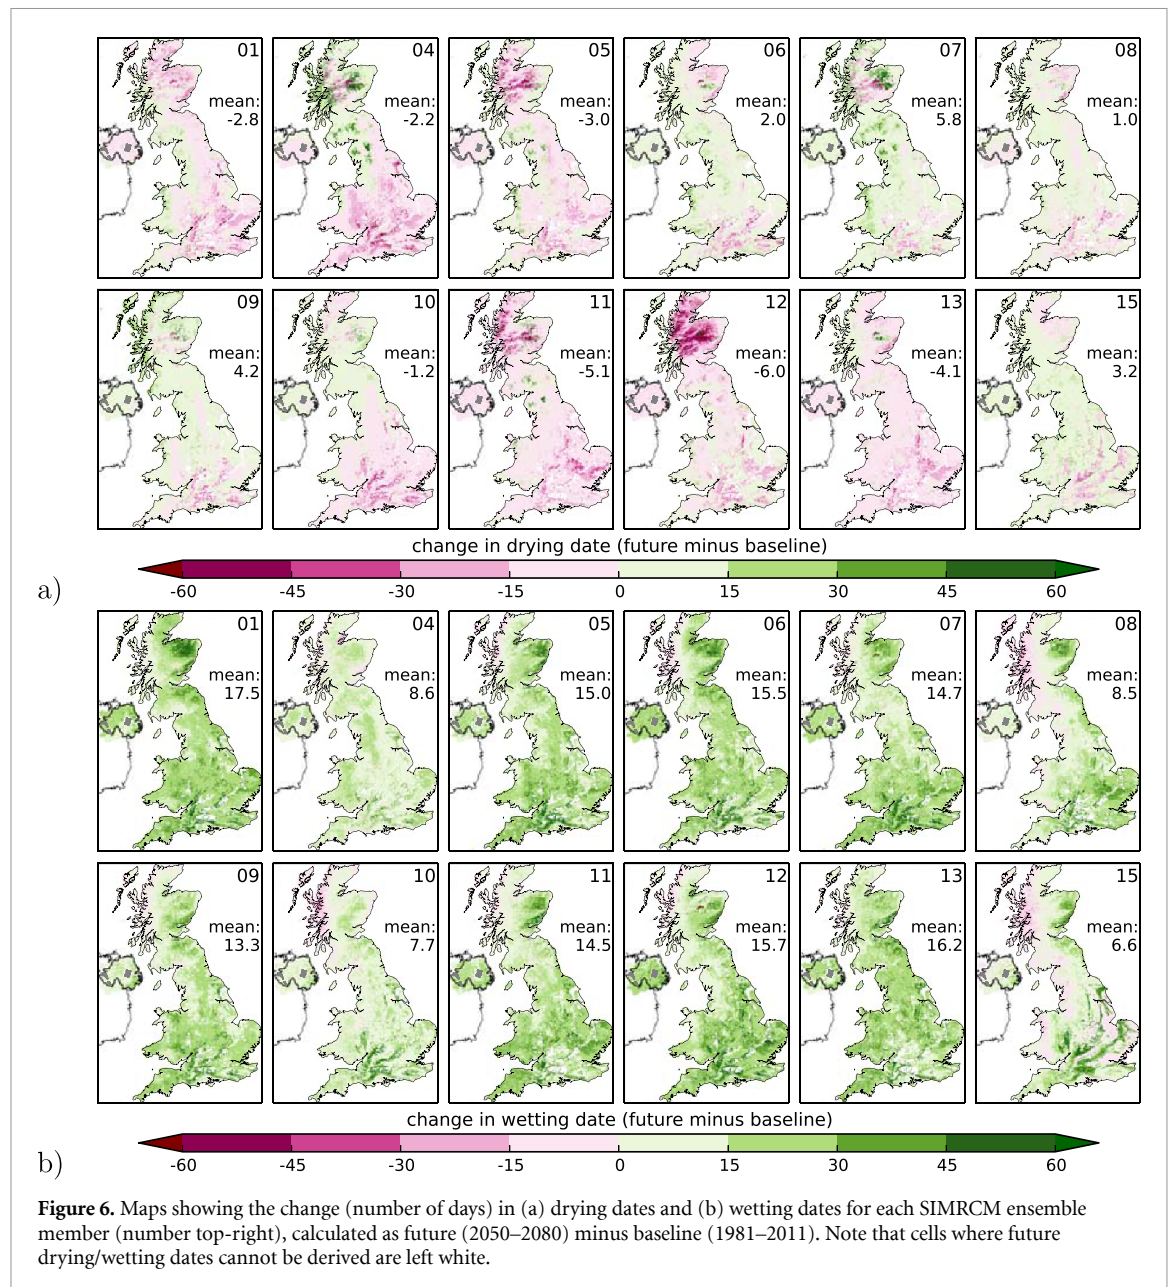 01 04 05 06 07 08
mean: mean: mean: mean: mean: mean:
-2.8 -2.2 -3.0 2.0 5.8 1.0
09 10 11 12 13 15
mean: mean: mean: mean: mean: mean:
4.2 -1.2 -5.1 -6.0 -4.1 3.2
change in drying date (future minus baseline)
a)
-60 -45 -30 -15 0 15 30 45 60
01 04 05 06 07 08
mean: mean: mean: mean: mean: mean:
17.5 8.6 15.0 15.5 14.7 8.5
09 10 11 12 13 15
mean: mean: mean: mean: mean: mean:
13.3 7.7 14.5 15.7 16.2 6.6
change in wetting date (future minus baseline)
b)
-60 -45 -30 -15 0 15 30 45 60
Figure 6. Maps showing the change (number of days) in (a) drying dates and (b) wetting dates for each SIMRCM ensemble
member (number top-right), calculated as future (2050–2080) minus baseline (1981–2011). Note that cells where future
drying/wetting dates cannot be derived are left white.